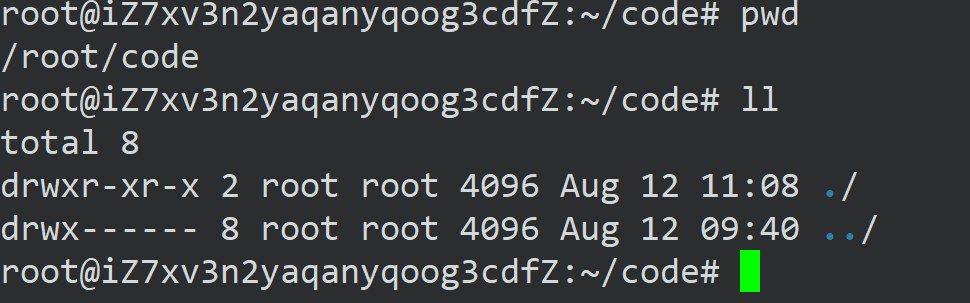 root@iZ7xv3n2yaqanyqoog3cdfZ:~/code# pwd
/root/code
root@iZ7xv3n2yaqanyqoog3cdfZ:~/code# ll
total 8
drwxr-xr-x 2 root root 4096 Aug 12 11:08 ./
drwx------ 8 root root 4096 Aug 12 09:40 ../
root@iZ7xv3n2yaqanyqoog3cdfZ:~/code#